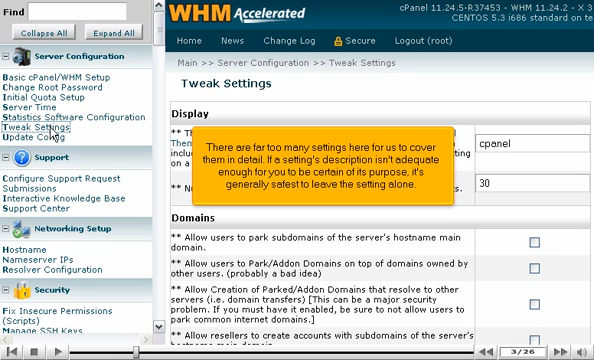 Find
Collapse All
Expand All
Server Configuration
Basic cPanel/WHM Setup
Change Root Password
Initial Quota Setup
Server Time
Statistics Software Configuration
Tweak Settings
Update Config
Support
Configure Support Request
Submissions
Interactive Knowledge Base
Support Center
Networking Setup
Hostname
Nameserver IPs
Resolver Configuration
Security
Fix Insecure Permissions
(Scripts)
Manage SSH Keys
WHM Accelerated
cPanel 11.24.5-R37453 - WHM 11.24.2 - X 3
CENTOS 5.3 i686 standard on
Home News Change Log Secure Logout (root)
Main >> Server Configuration >> Tweak Settings
Tweak Settings
Display
cpanel
There are far too many settings here for us to cover
them in detail. If a setting's description isn't adequate
enough for you to be certain of its purpose, it's
generally safest to leave the setting alone.
30
Domains
** Allow users to park subdomains of the server's hostname main
domain.
** Allow users to Park/Addon Domains on top of domains owned by
other users. (probably a bad idea)
** Allow Creation of Parked/Addon Domains that resolve to other
servers (i.e. domain transfers) [This can be a major security
problem. If you must have it enabled, be sure to not allow users to
park common internet domains.]
** Allow resellers to create accounts with subdomains of the server's
3/26